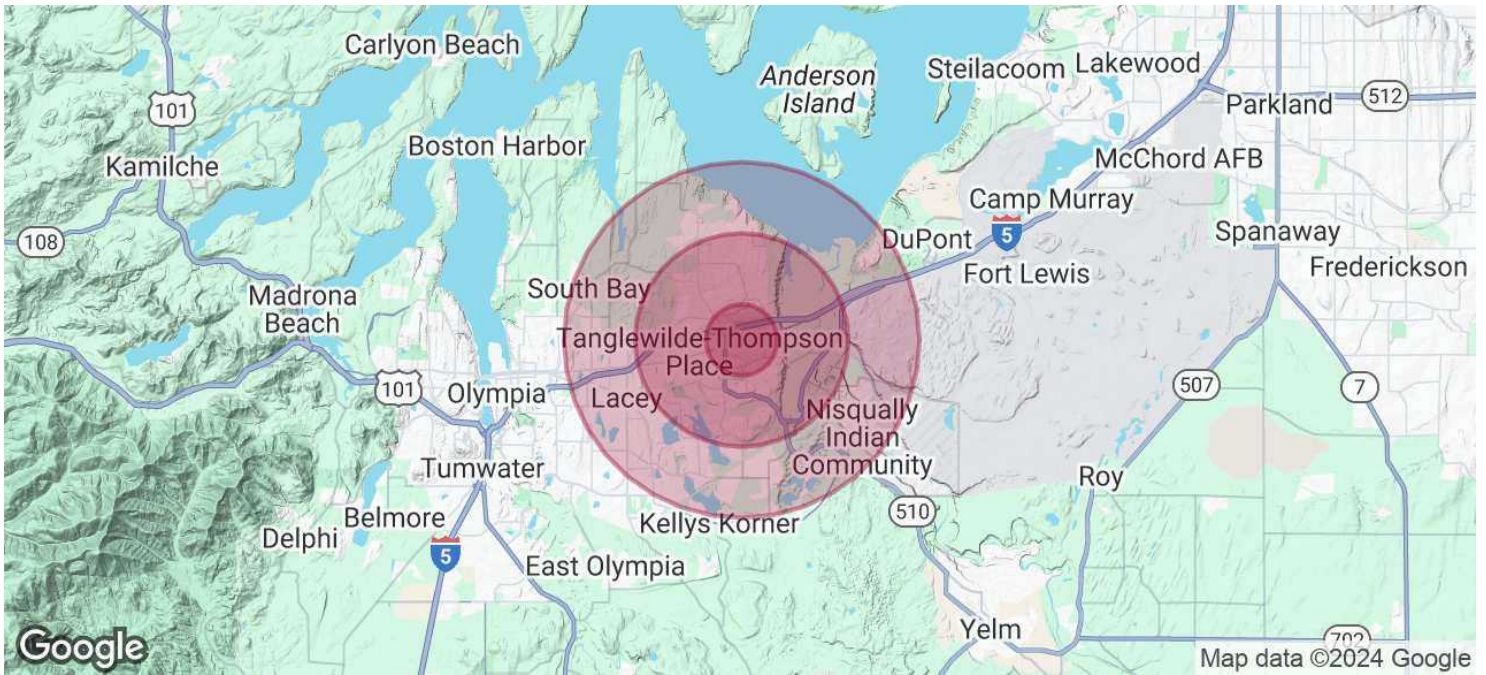 Carlyon Beach
Anderson
Island
Steilacoom
Lakewood
101
512
Parkland
Boston Harbor
Kamilche
McChord AFB
Camp Murray
108
5
DuPont
Spanaway
Fort Lewis
Frederickson
South Bay
Madrona
Beach
Tanglewilde-Thompson
Place
101
Olympia
Lacey
507
7
Nisqually
Indian
Community
Tumwater
Roy
510
Kellys Korner
Belmore
Delphi
5
East Olympia
Yelm
702
Google
Map data ©2024 Google